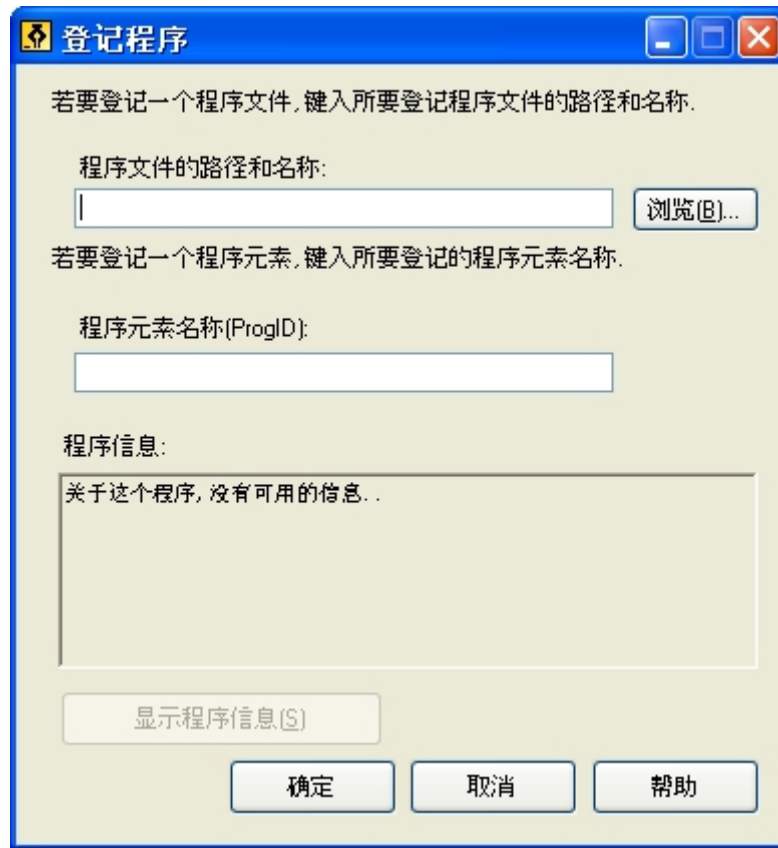 登记程序
若要登记一个程序文件,键入所要登记程序文件的路径和名称.
程序文件的路径和名称:
浏览(B)...
若要登记一个程序元素,键入所要登记的程序元素名称.
程序元素名称(ProgID):
程序信息:
关于这个程序,没有可用的信息. .
显示程序信息(S)
确定 取消 帮助